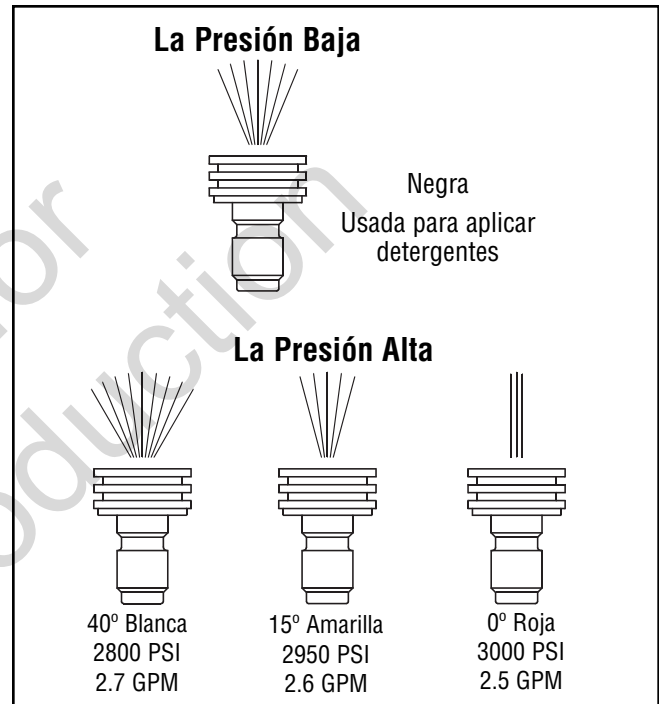 La Presión Baja
Negra
Usada para aplicar
detergentes
La Presión Alta
40º Blanca
2800 PSI
2.7 GPM
15º Amarilla
2950 PSI
2.6 GPM
0º Roja
3000 PSI
2.5 GPM